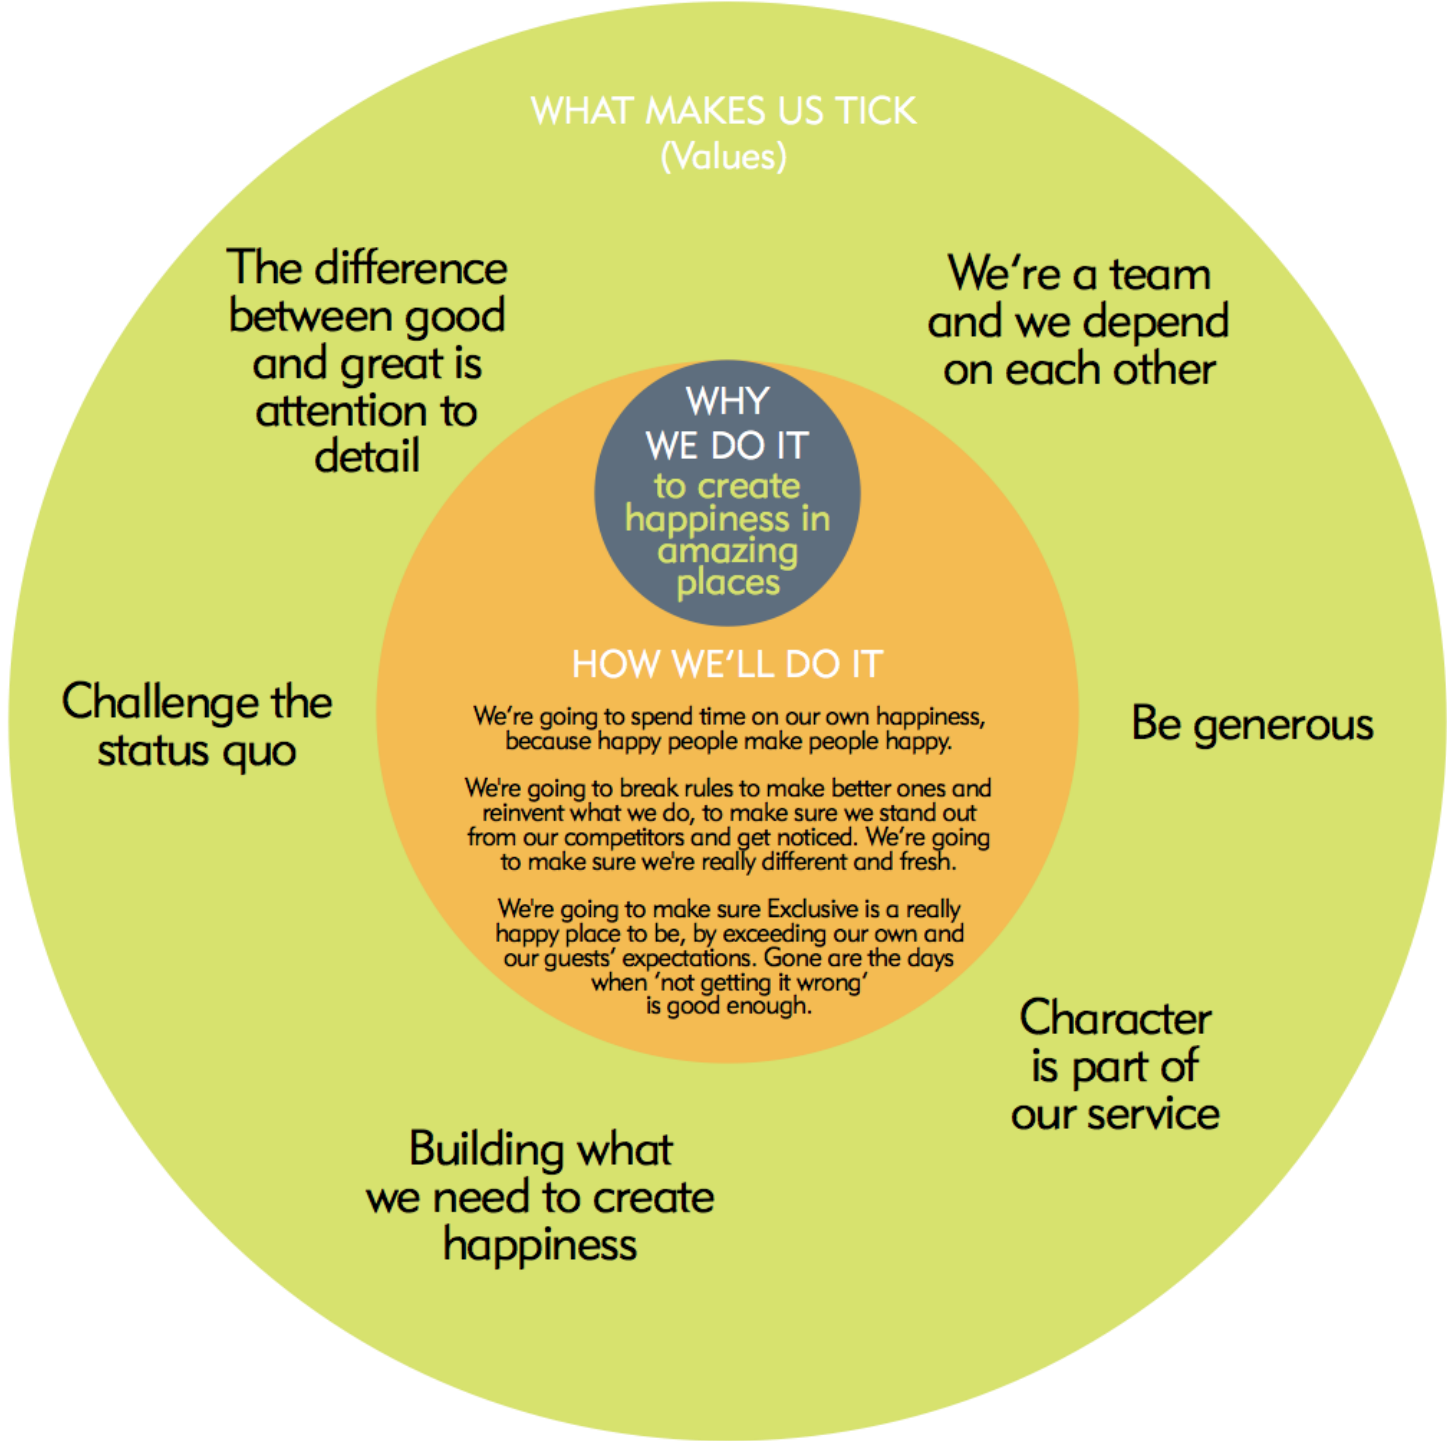 WHAT MAKES US TICK
(Values)
The difference
between good
and great is
attention to
detail
We‘re a team
and we depend
on each other
WHY
WE DO IT
to create
happiness in
amazing
places
HOW WE’LL DO IT
We’re going to spend time on our own happiness,
because happy people make people happy.
We're going to break rules to make better ones and
reinvent what we do, to make sure we stand out
from our competitors and get noticed. We’re going
to make sure we're really different and fresh.
We're going to make sure Exclusive is a really
happy place to be, by exceeding our own and
our guests’ expectations. Gone are the days
when ‘not getting it wrong’
is good enough.
Challenge the
status quo
Be generous
Character
is part of
our service
Building what
we need to create
happiness